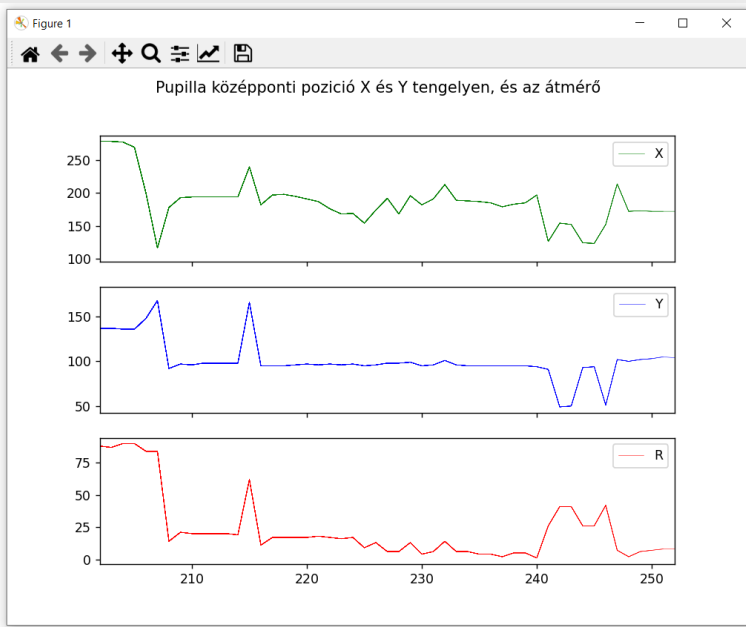 Figure 1
Pupilla középponti pozició X és Y tengelyen, és az átmérő
X
250
200
150
100
Y
150
100
50
R
75
50
25
0
210 220 230 240 250